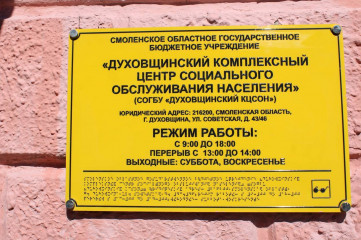 СМОЛЕНСКОЕ ОБЛАСТНОЕ ГОСУДАРСТВЕННОЕ
БЮДЖЕТНОЕ УЧРЕЖДЕНИЕ
«ДУХОВЩИНСКИЙ КОМПЛЕКСНЫЙ
ЦЕНТР СОЦИАЛЬНОГО
ОБСЛУЖИВАНИЯ НАСЕЛЕНИЯ»
(СОГБУ «ДУХОВЩИНСКИЙ КЦСОН»)
ЮРИДИЧЕСКИЙ АДРЕС: 216200, СМОЛЕНСКАЯ ОБЛАСТЬ,
Г. ДУХОВЩИНА, УЛ. СОВЕТСКАЯ, Д. 43/46
РЕЖИМ РАБОТЫ:
С 9:00 ДО 18:00
ПЕРЕРЫВ С 13:00 ДО 14:00
ВЫХОДНЫЕ: СУББОТА, ВОСКРЕСЕНЬЕ